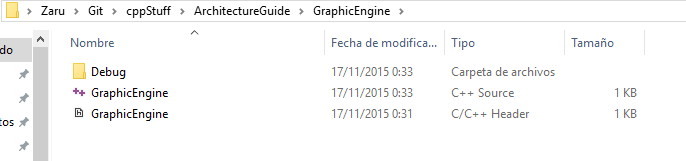 Zaru > Git > cppStuff > ArchitectureGuide > GraphicEngine >
Nombre Fecha de modifica... Tipo Tamaño
Debug 17/11/2015 0:33 Carpeta de archivos
GraphicEngine 17/11/2015 0:33 C++ Source 1 KB
GraphicEngine 17/11/2015 0:31 C/C++ Header 1 KB